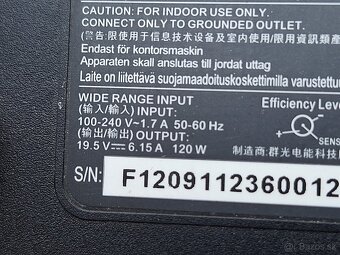 CAUTION: FOR INDOOR USE ONLY.
CONNECT ONLY TO GROUNDED OUTLET.
(警告: 限使用于信息技术设备及室内使用/限用於資訊類產
Endast för kontorsmaskin
Apparaten skall anslutas till jordat uttag
Laite on liitettävä suojamaadoituskoskettimilla varustettu
WIDE RANGE INPUT
(输入/輸入) INPUT:
100-240 V~1.7 A 50-60 Hz
(输出/輸出) OUTPUT:
19.5 V⎓ 6.15 A 120 W
Efficiency Leve
SENS
制造商: 群光电能科技
S/N: F1209112360012
Bazos.sk